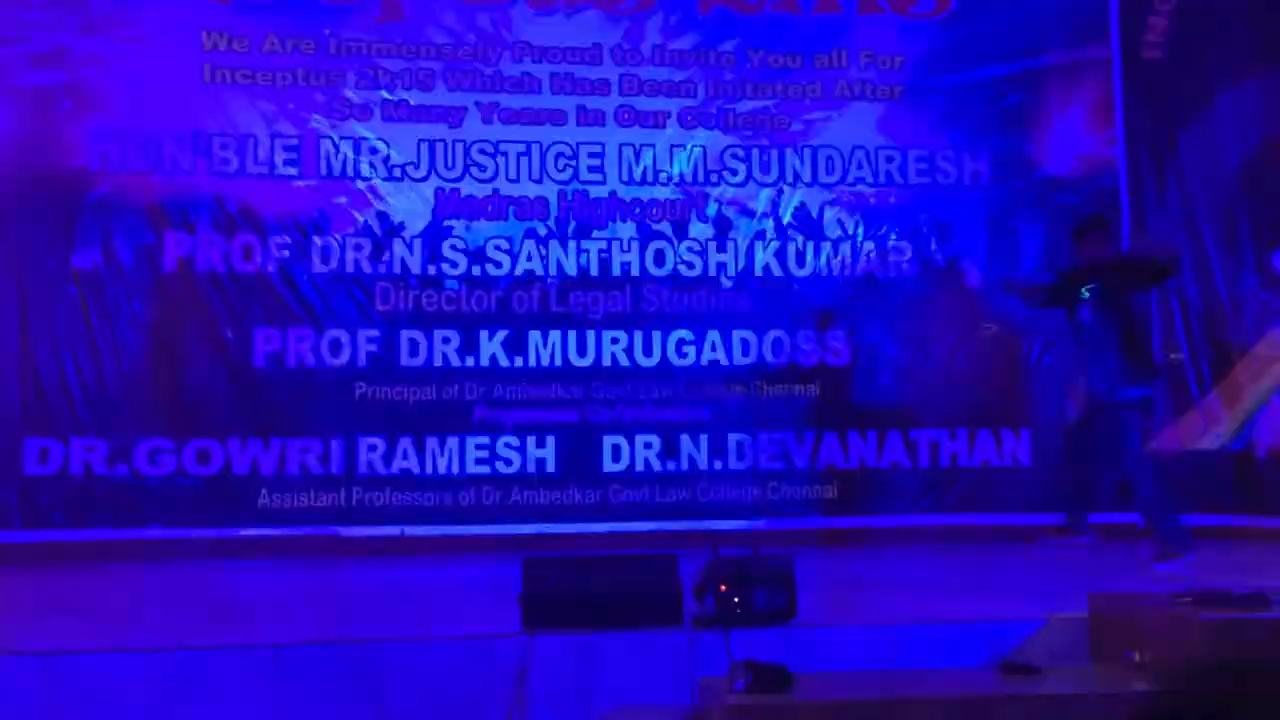 We Are Immensely Proud to Invite You all For
Inceptus 2k15 Which Has Been Initated After
So Many Years In Our College
HON'BLE MR.JUSTICE M.M.SUNDARESH
Madras Highcourt
PROF DR.N.S.SANTHOSH KUMAR
Director of Legal Studies
PROF DR.K.MURUGADOSS
Principal of Dr Ambedkar Govt Law College Chennai
DR.GOWRI RAMESH DR.N.DEVANATHAN
Assistant Professors of Dr Ambedkar Govt Law College Chennai